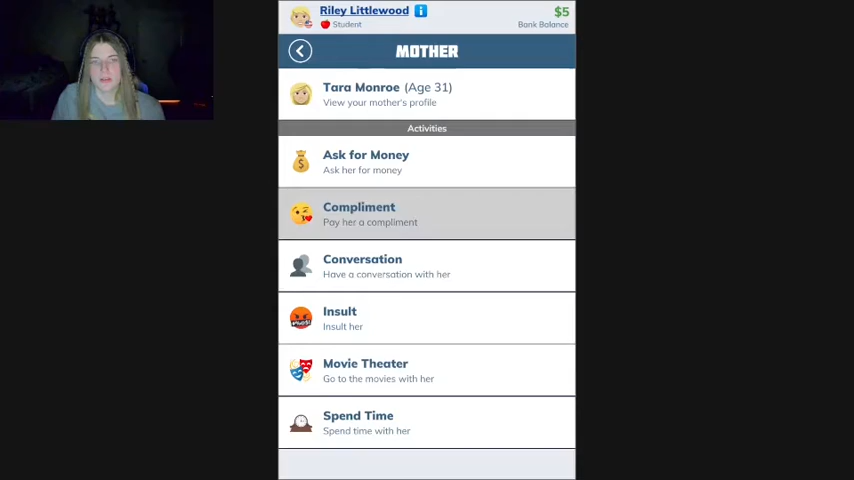 Riley Littlewood
$5
Student
Bank Balance
MOTHER
Tara Monroe (Age 31)
View your mother's profile
Activities
Ask for Money
Ask her for money
Compliment
Pay her a compliment
Conversation
Have a conversation with her
Insult
Insult her
Movie Theater
Go to the movies with her
Spend Time
Spend time with her